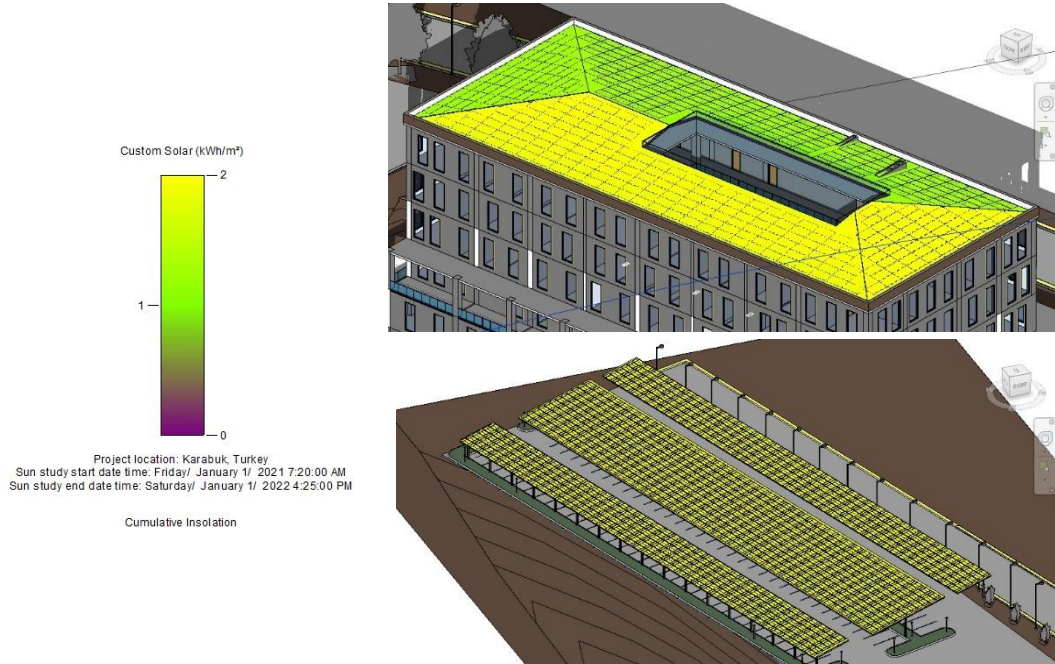 Custom Solar (kWh/m²)
2
1
0
Project location: Karabuk, Turkey
Sun study start date time: Friday/ January 1/ 2021 7:20:00 AM
Sun study end date time: Saturday/ January 1/ 2022 4:25:00 PM
Cumulative Insolation